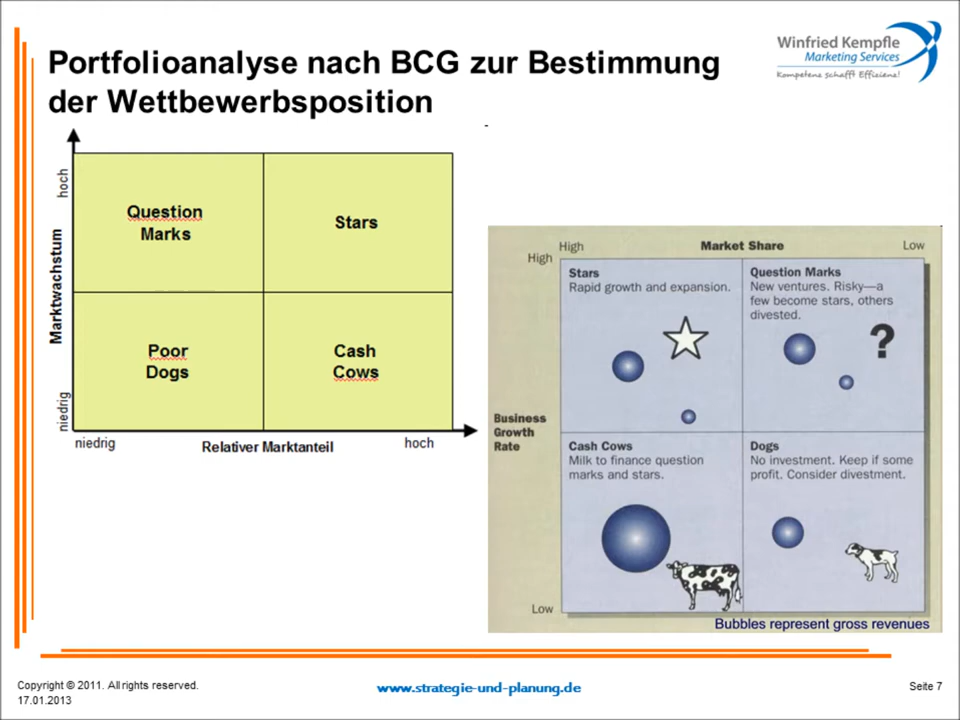 Portfolioanalyse nach BCG zur Bestimmung
der Wettbewerbsposition
Winfried Kempfle
Marketing Services
Kompetenz schafft Effizienz!
hoch
Marktwachstum
niedrig
Question
Marks
Stars
Poor
Dogs
Cash
Cows
niedrig
Relativer Marktanteil
hoch
High
Market Share
Low
High
Business
Growth
Rate
Low
Stars
Rapid growth and expansion.
Question Marks
New ventures. Risky—a
few become stars, others
divested.
?
Cash Cows
Milk to finance question
marks and stars.
Dogs
No investment. Keep if some
profit. Consider divestment.
Bubbles represent gross revenues
Copyright © 2011. All rights reserved.
17.01.2013
www.strategie-und-planung.de
Seite 7